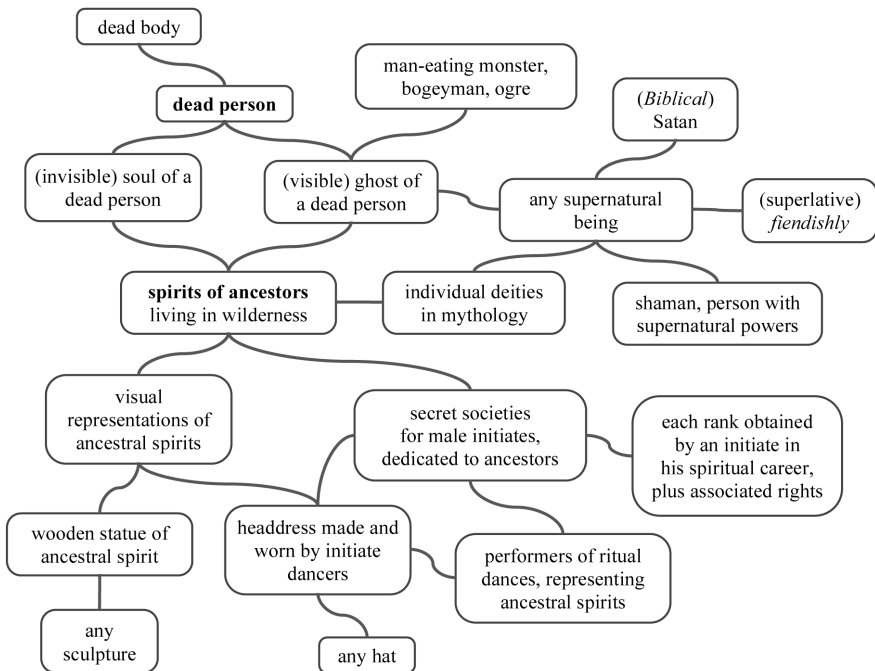 dead body
man-eating monster,
bogeyman, ogre
dead person
(Biblical)
Satan
(invisible) soul of a
dead person
(visible) ghost of
a dead person
any supernatural
being
(superlative)
fiendishly
spirits of ancestors
living in wilderness
individual deities
in mythology
shaman, person with
supernatural powers
visual
representations of
ancestral spirits
secret societies
for male initiates,
dedicated to ancestors
each rank obtained
by an initiate in
his spiritual career,
plus associated rights
wooden statue of
ancestral spirit
headdress made and
worn by initiate
dancers
performers of ritual
dances, representing
ancestral spirits
any
sculpture
any hat